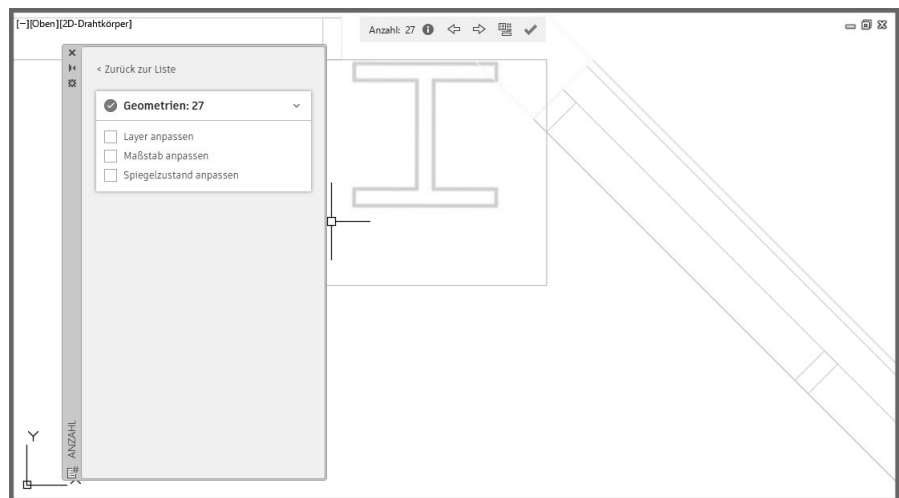 [−][Oben][2D-Drahtkörper]
Anzahl: 27
< Zurück zur Liste
Geometrien: 27
Layer anpassen
Maßstab anpassen
Spiegelzustand anpassen
ANZAHL
Y
X